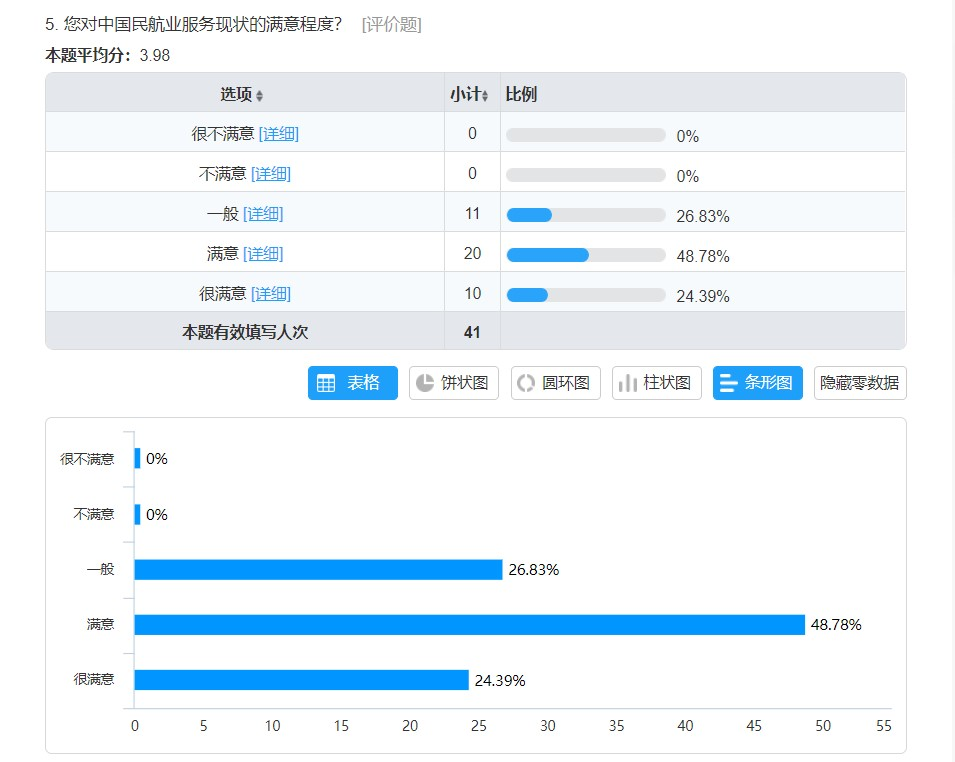 5. 您对中国民航业服务现状的满意程度? [评价题]
本题平均分：3.98
选项 小计 比例
很不满意 [详细] 0 0%
不满意 [详细] 0 0%
一般 [详细] 11 26.83%
满意 [详细] 20 48.78%
很满意 [详细] 10 24.39%
本题有效填写人次 41
表格 饼状图 圆环图 柱状图 条形图 隐藏零数据
很不满意 0%
不满意 0%
一般 26.83%
满意 48.78%
很满意 24.39%
0 5 10 15 20 25 30 35 40 45 50 55